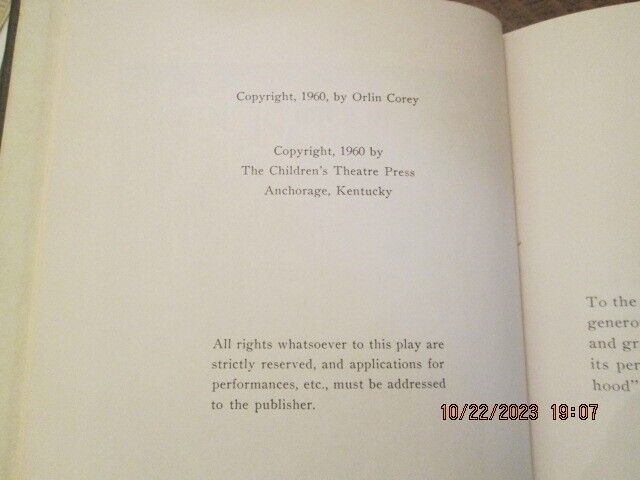 Copyright, 1960, by Orlin Corey
Copyright, 1960 by
The Children's Theatre Press
Anchorage, Kentucky
All rights whatsoever to this play are
strictly reserved, and applications for
performances, etc., must be addressed
to the publisher.
To the
generou
and gr
its per
hood"
10/22/2023 19:07